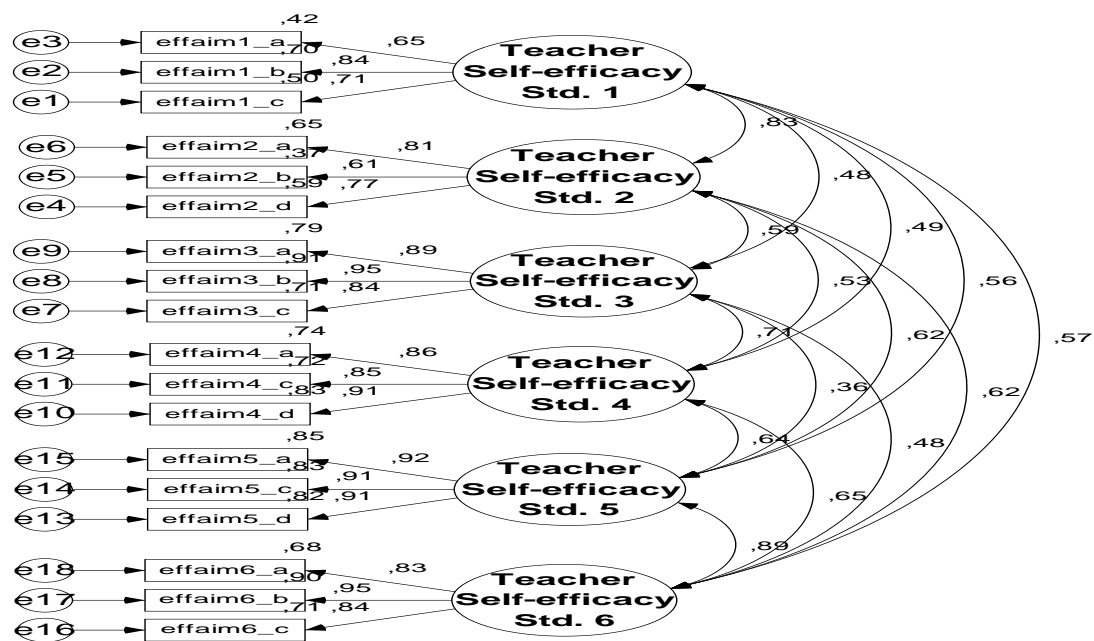 ,42
e3 effaim1_a ,65
,70
e2 effaim1_b ,84
,50 ,71
e1 effaim1_c
Teacher
Self-efficacy
Std. 1
,65
e6 effaim2_a ,81
,37
e5 effaim2_b ,61
,59 ,77
e4 effaim2_d
Teacher
Self-efficacy
Std. 2
,79
e9 effaim3_a ,89
,91
e8 effaim3_b ,95
,71 ,84
e7 effaim3_c
Teacher
Self-efficacy
Std. 3
,74
e12 effaim4_a ,86
,72
e11 effaim4_c ,85
,83 ,91
e10 effaim4_d
Teacher
Self-efficacy
Std. 4
,85
e15 effaim5_a ,92
,83
e14 effaim5_c ,91
,82 ,91
e13 effaim5_d
Teacher
Self-efficacy
Std. 5
,68
e18 effaim6_a ,83
,90
e17 effaim6_b ,95
,71 ,84
e16 effaim6_c
Teacher
Self-efficacy
Std. 6
,83
,48
,59
,49
,53
,56
,71
,62
,57
,36
,62
,64
,48
,65
,89